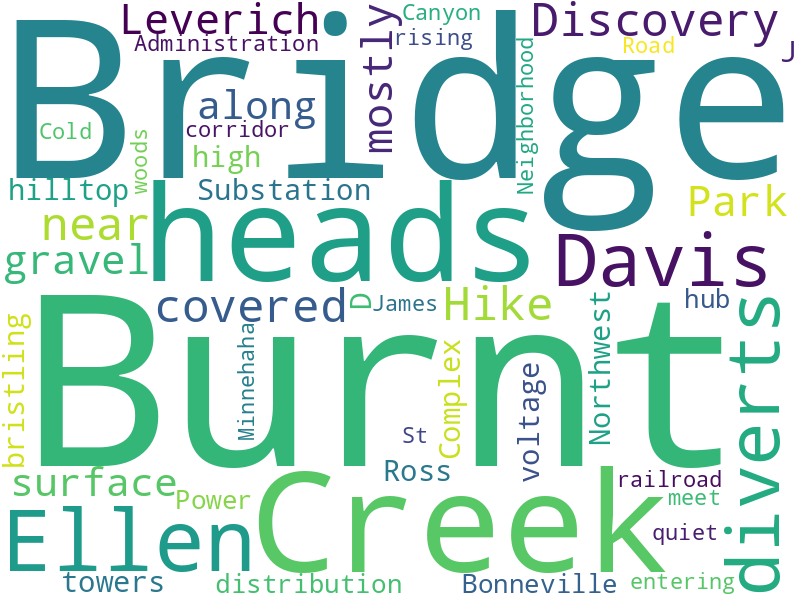 Leverich
Canyon
Discovery
Administration
rising
Road
J
Bridge
mostly
along
Cold
corridor
Neighborhood
high
woods
hilltop
Substation
Park
heads
near
gravel
Davis
covered
D
James
Hike
hub
Burnt
diverts
bristling
Minnehaha
Complex
Northwest
voltage
St
Ross
surface
railroad
Power
meet
Creek
Ellen
quiet
towers
distribution
Bonneville
entering